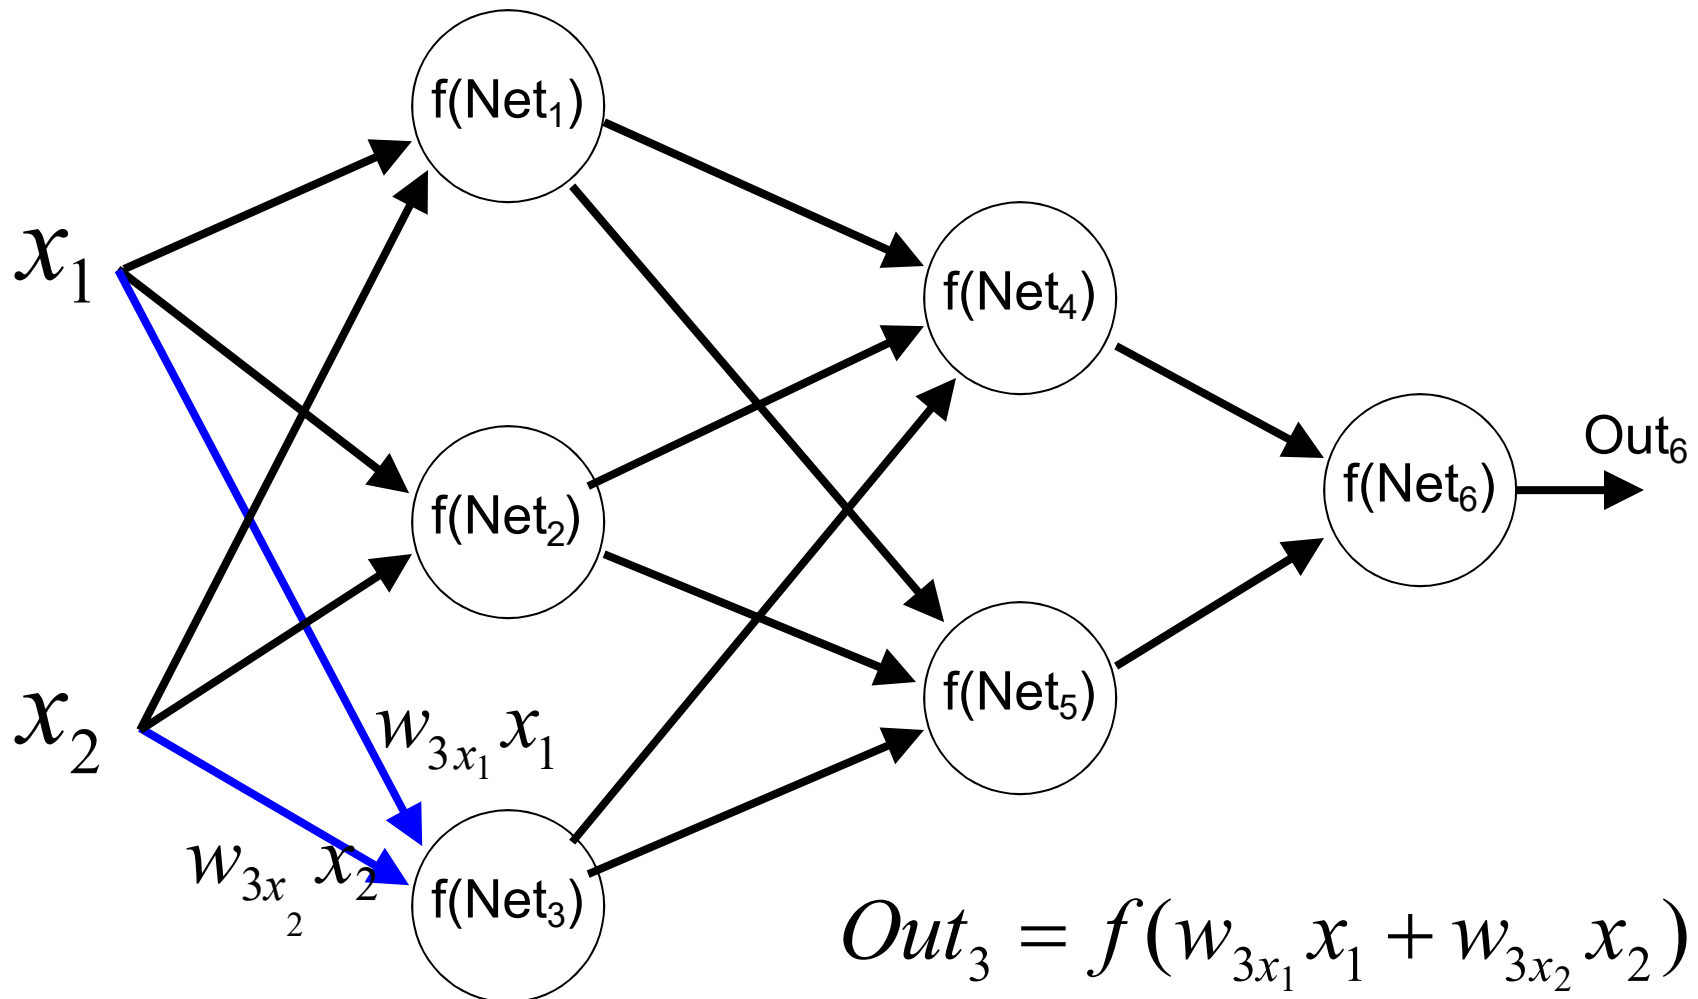 f(Net₁)
x₁
f(Net₄)
Out₆
f(Net₆)
f(Net₂)
x₂
f(Net₅)
w₃ₓ₁ x₁
w₃ₓ₂ x₂
f(Net₃)
Out₃ = f(w₃ₓ₁ x₁ + w₃ₓ₂ x₂)